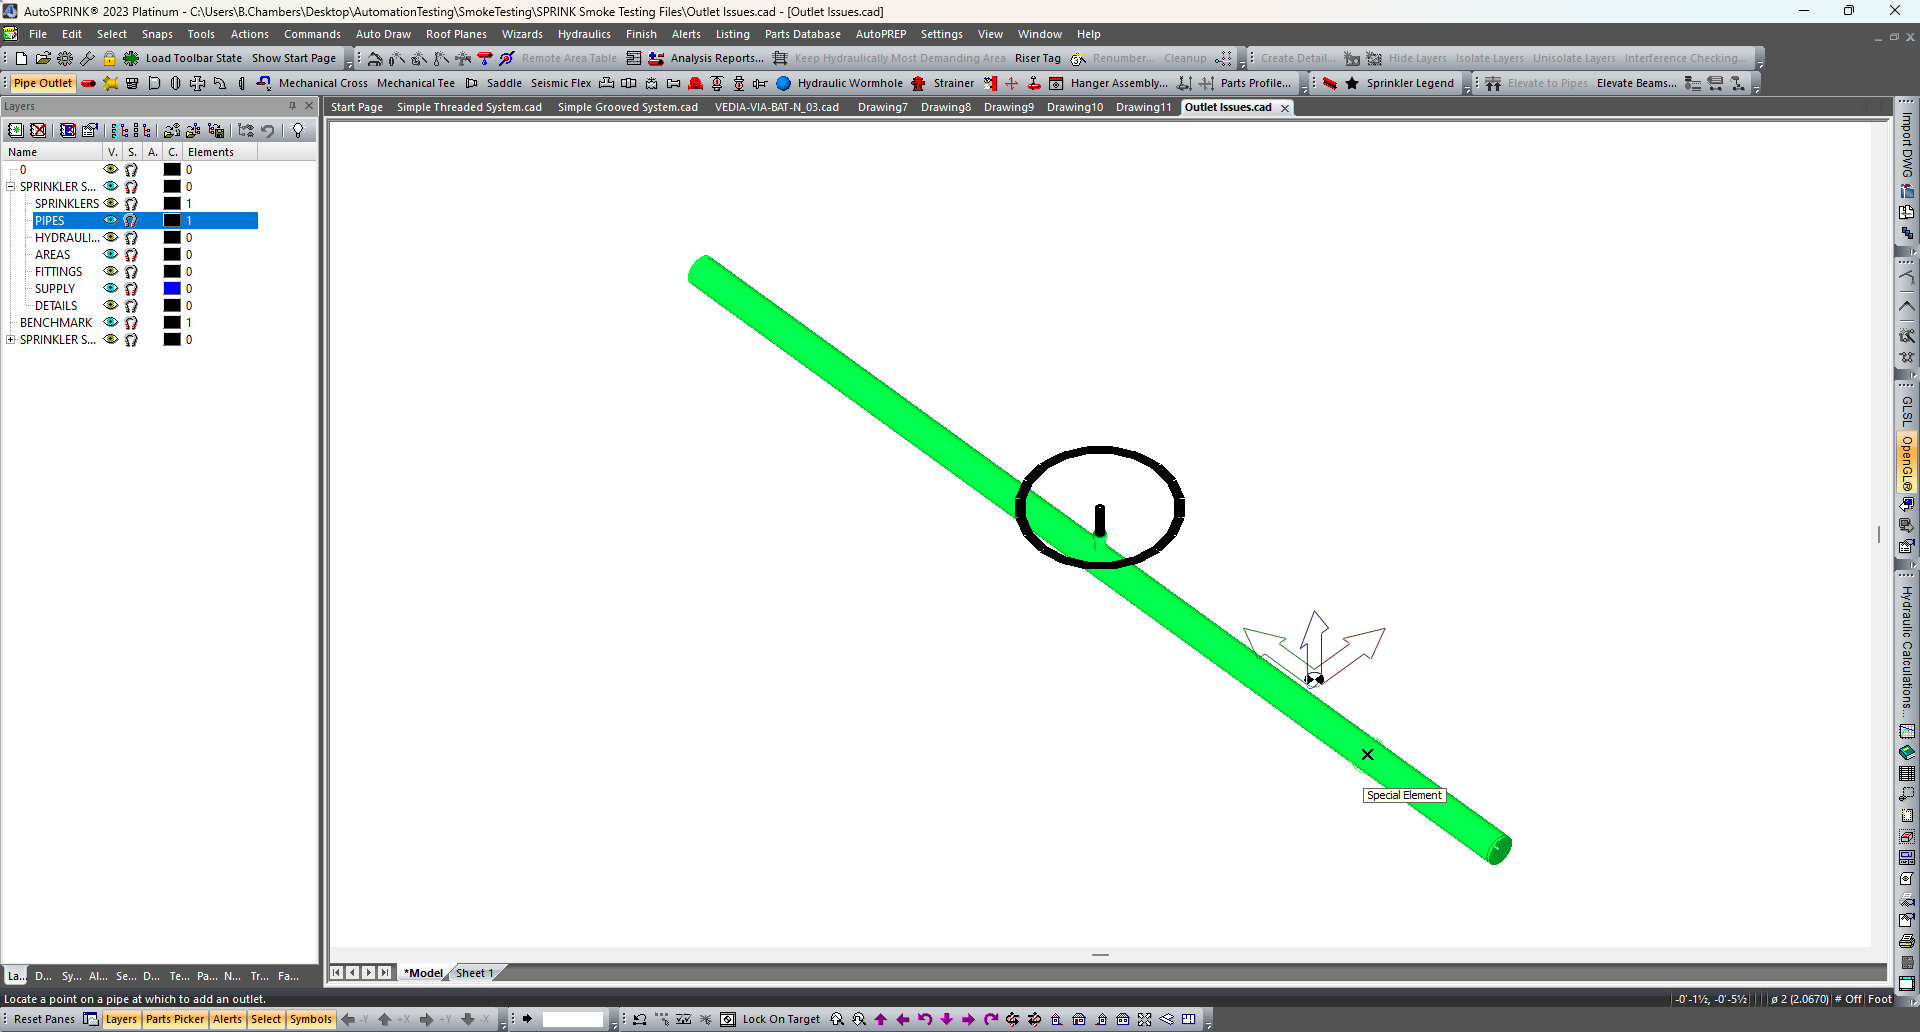 AutoSPRINK® 2023 Platinum - C:\Users\B.Chambers\Desktop\AutomationTesting\SmokeTesting\SPRINK Smoke Testing Files\Outlet Issues.cad - [Outlet Issues.cad]
File Edit Select Snaps Tools Actions Commands Auto Draw Roof Planes Wizards Hydraulics Finish Alerts Listing Parts Database AutoPREP Settings View Window Help
Load Toolbar State Show Start Page Remote Area Table Analysis Reports... Keep Hydraulically Most Demanding Area Riser Tag Renumber... Cleanup Create Detail... Hide Layers Isolate Layers Unisolate Layers Interference Checking...
Pipe Outlet Mechanical Cross Mechanical Tee Saddle Seismic Flex Hydraulic Wormhole Strainer Hanger Assembly... Parts Profile... Sprinkler Legend Elevate to Pipes Elevate Beams...
Layers
Start Page Simple Threaded System.cad Simple Grooved System.cad VEDIA-VIA-BAT-N_03.cad Drawing7 Drawing8 Drawing9 Drawing10 Drawing11 Outlet Issues.cad
Name V. S. A. C. Elements
0 0
SPRINKLER S... 0
SPRINKLERS 1
PIPES 1
HYDRAULI... 0
AREAS 0
FITTINGS 0
SUPPLY 0
DETAILS 0
BENCHMARK 1
SPRINKLER S... 0
Special Element
Import DWG
GLSL
OpenGL®
Hydraulic Calculations...
La... D... Sy... Al... Se... D... Te... Pa... N... Tr... Fa...
*Model Sheet 1
Locate a point on a pipe at which to add an outlet.
-0'-1½, -0'-5½ ø 2 (2.0670) # Off Foot
Reset Panes Layers Parts Picker Alerts Select Symbols -Y +X +Y -X Lock On Target